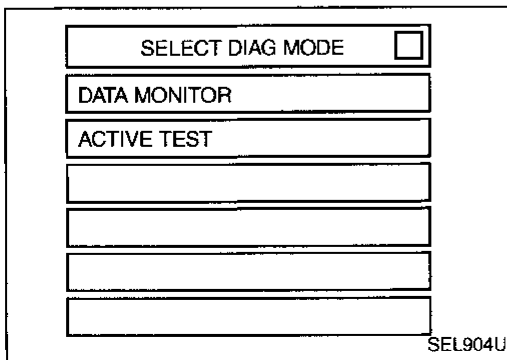 SELECT DIAG MODE
DATA MONITOR
ACTIVE TEST
SEL904U